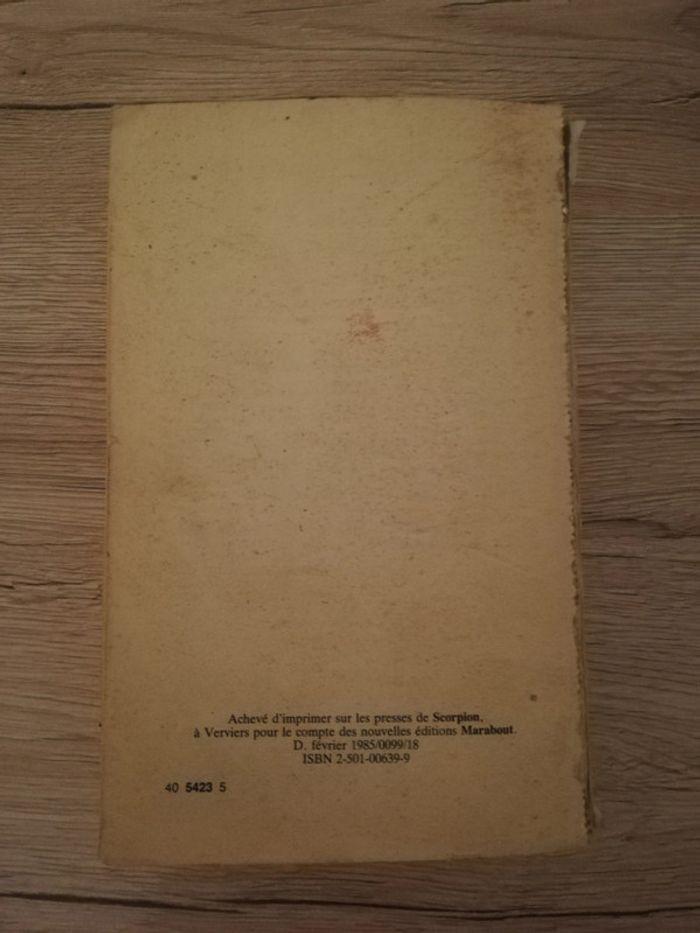 Achevé d'imprimer sur les presses de Scorpion,
à Verviers pour le compte des nouvelles éditions Marabout.
D. février 1985/0099/18
ISBN 2-501-00639-9
40 5423 5